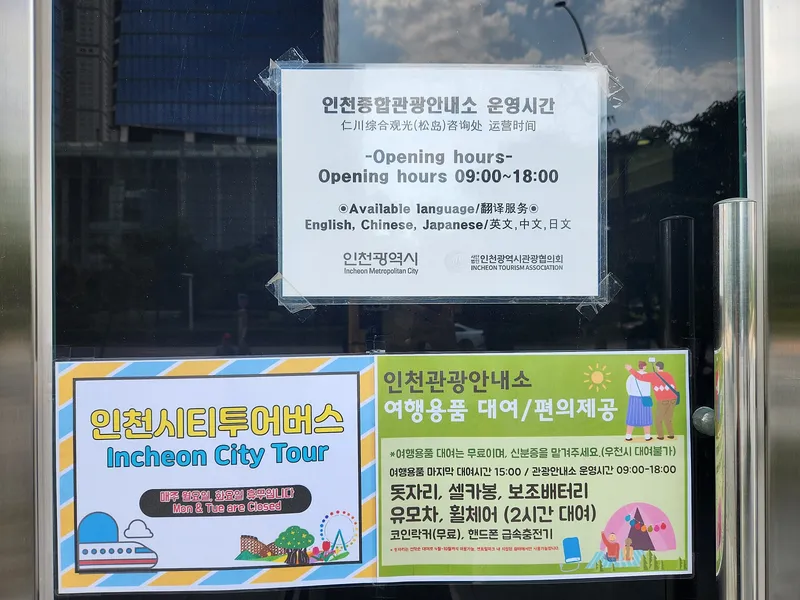 인천종합관광안내소 운영시간
仁川综合观光(松岛)咨询处 运营时间
-Opening hours-
Opening hours 09:00~18:00
◉Available language/翻译服务◉
English, Chinese, Japanese/英文,中文,日文
인천광역시
Incheon Metropolitan City
인천광역시관광협의회
INCHEON TOURISM ASSOCIATION
인천시티투어버스
Incheon City Tour
매주 월요일, 화요일 휴무입니다
Mon & Tue are Closed
인천관광안내소
여행용품 대여/편의제공
*여행용품 대여는 무료이며, 신분증을 맡겨주세요.(우천시 대여불가)
여행용품 마지막 대여시간 15:00 / 관광안내소 운영시간 09:00-18:00
돗자리, 셀카봉, 보조배터리
유모차, 휠체어 (2시간 대여)
코인락커(무료), 핸드폰 급속충전기